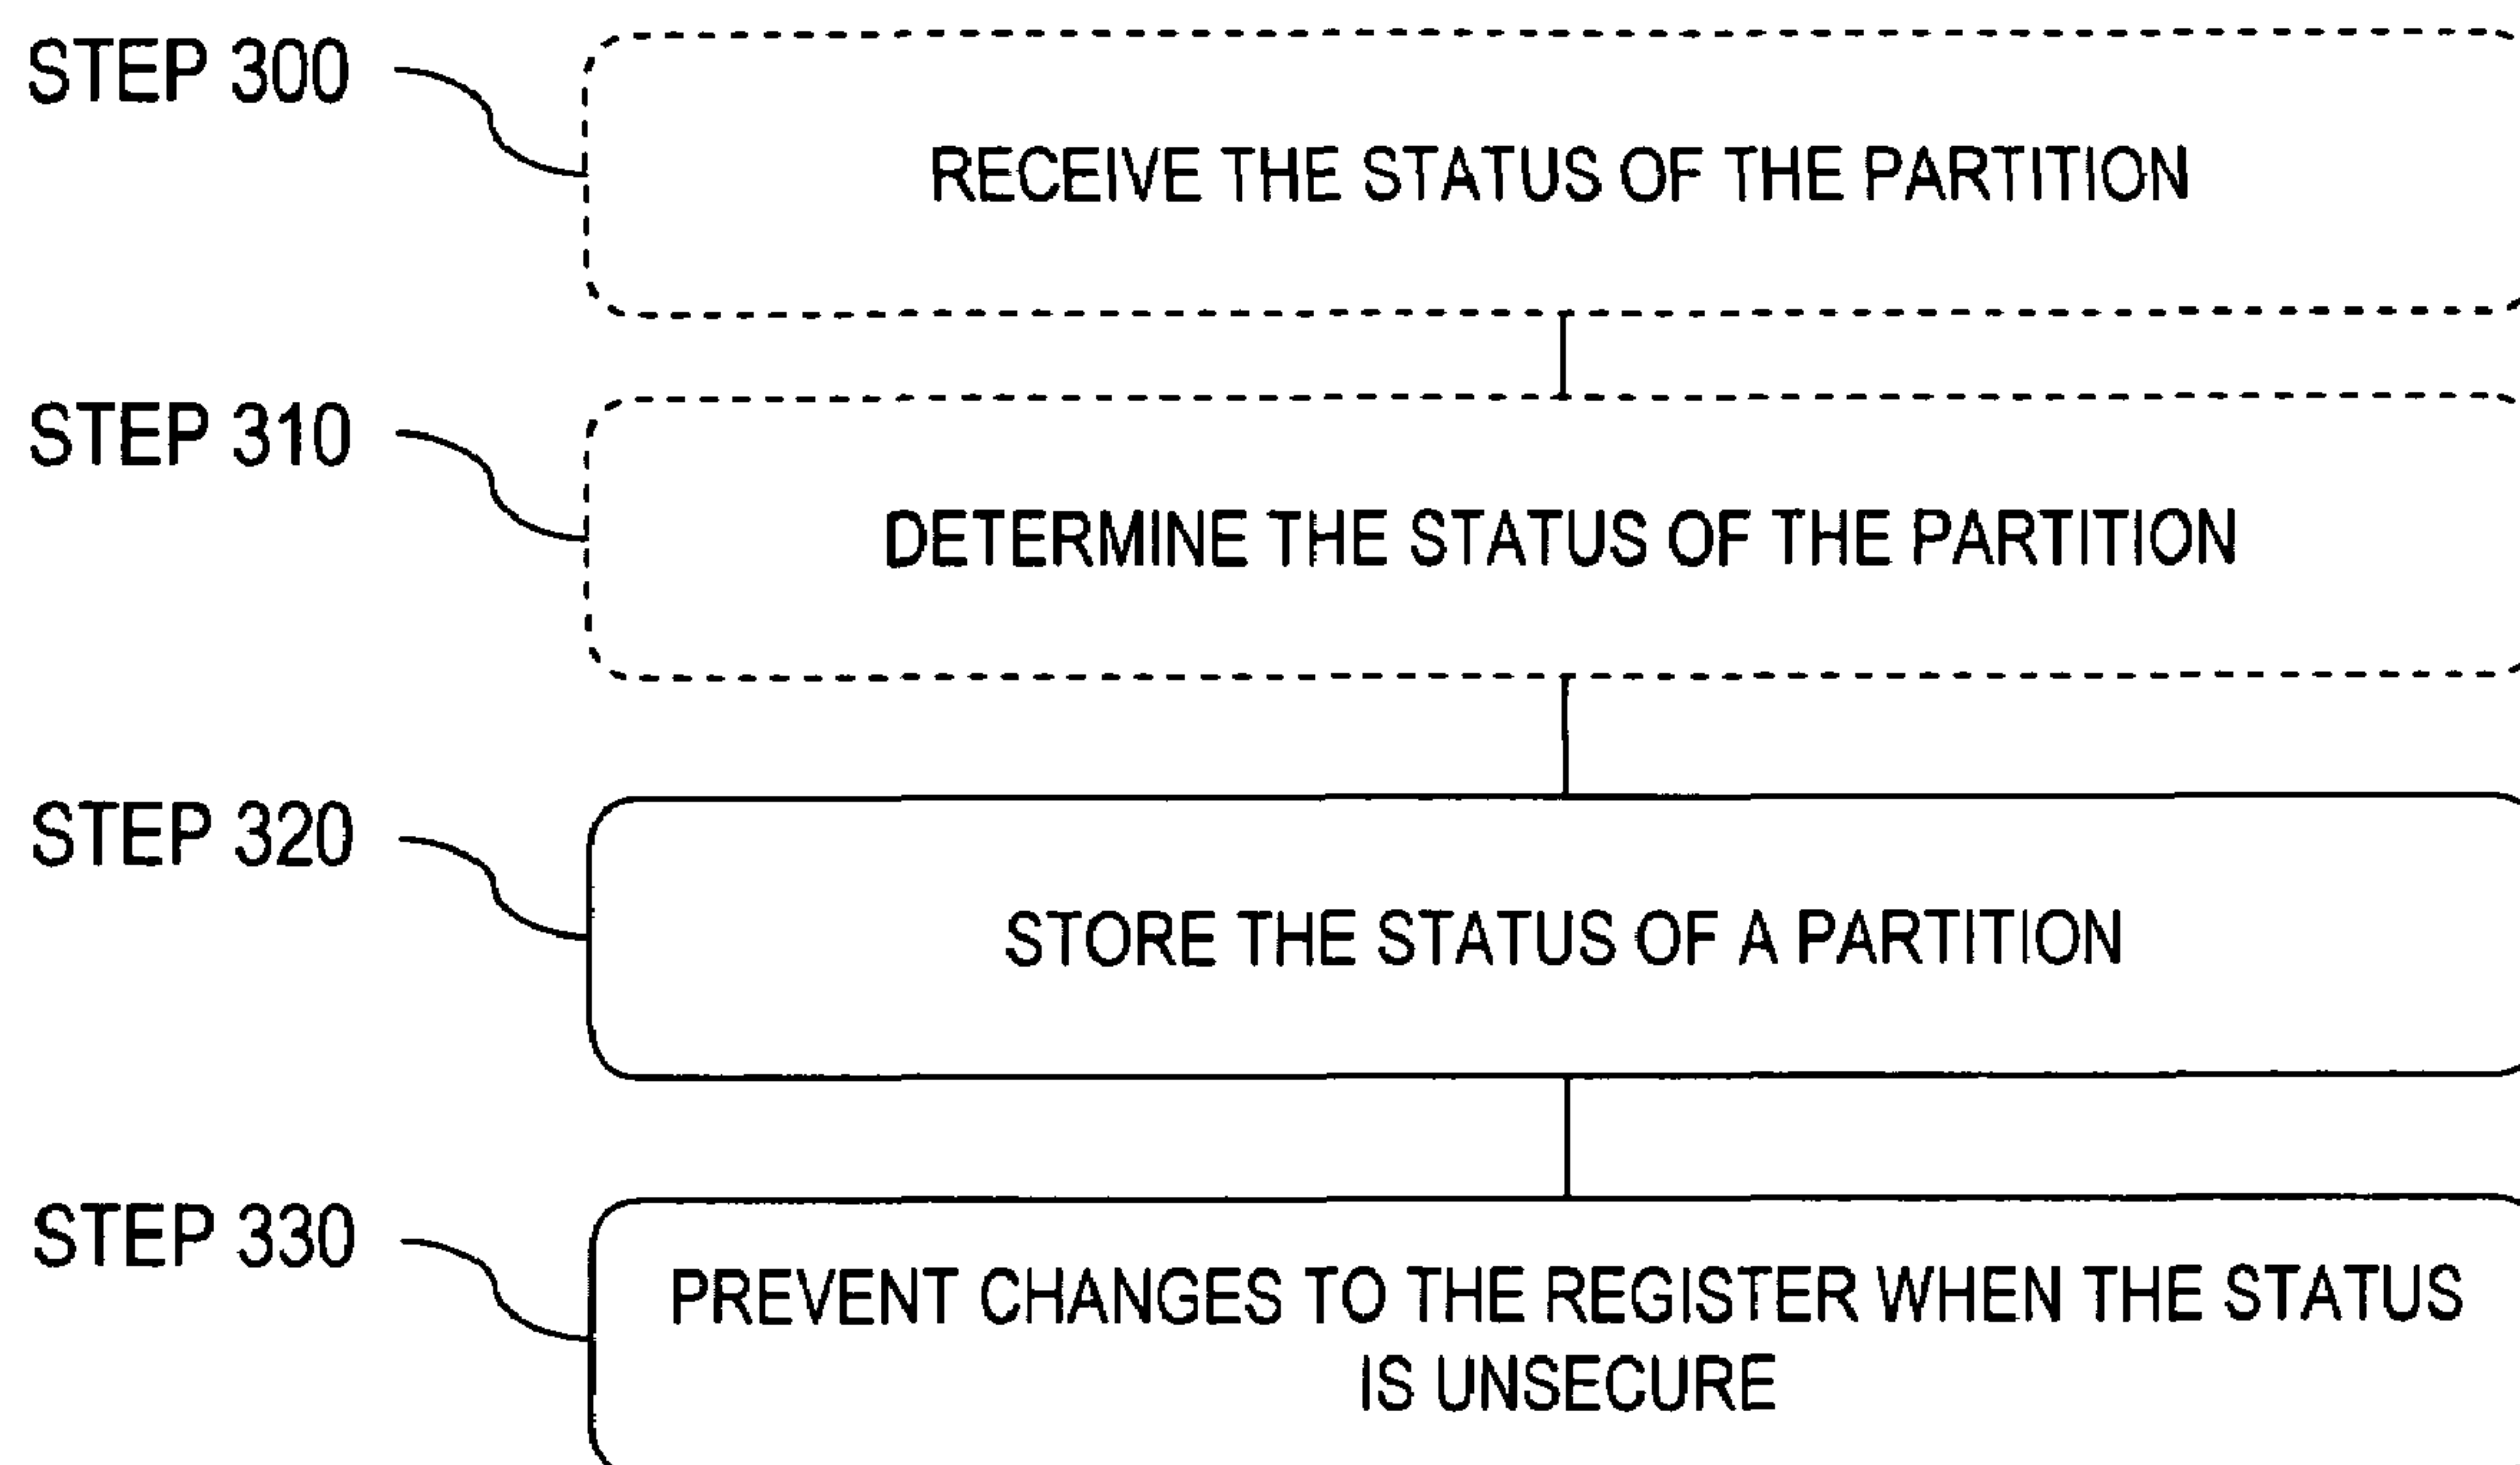 STEP 300
RECEIVE THE STATUS OF THE PARTITION
STEP 310
DETERMINE THE STATUS OF THE PARTITION
STEP 320
STORE THE STATUS OF A PARTITION
STEP 330
PREVENT CHANGES TO THE REGISTER WHEN THE STATUS
IS UNSECURE